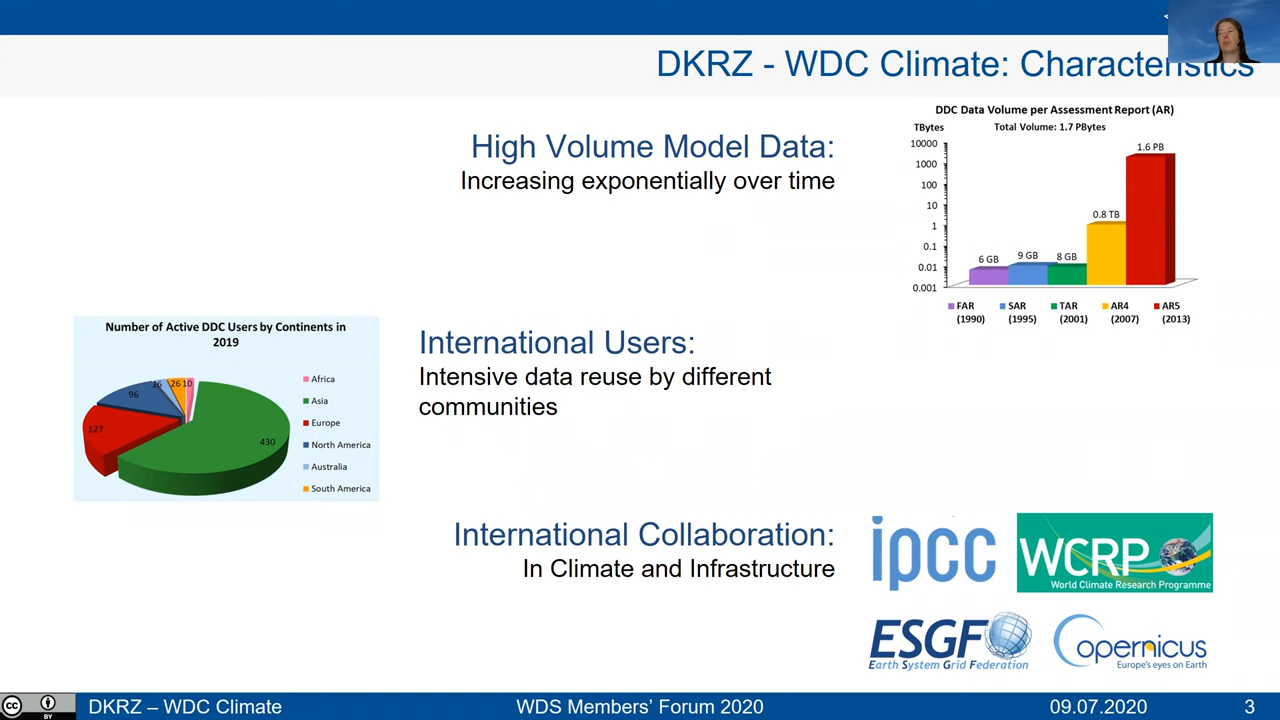 DKRZ - WDC Climate: Characteristics
High Volume Model Data:
Increasing exponentially over time
DDC Data Volume per Assessment Report (AR)
TBytes
Total Volume: 1.7 PBytes
10000
1000
100
10
1
0.1
0.01
0.001
6 GB
9 GB
8 GB
0.8 TB
1.6 PB
FAR (1990)
SAR (1995)
TAR (2001)
AR4 (2007)
AR5 (2013)
Number of Active DDC Users by Continents in
2019
96
16
26
10
127
430
Africa
Asia
Europe
North America
Australia
South America
International Users:
Intensive data reuse by different
communities
International Collaboration:
In Climate and Infrastructure
ipcc
WCRP
World Climate Research Programme
ESGF
Earth System Grid Federation
Copernicus
Europe's eyes on Earth
cc
BY
DKRZ – WDC Climate
WDS Members' Forum 2020
09.07.2020
3